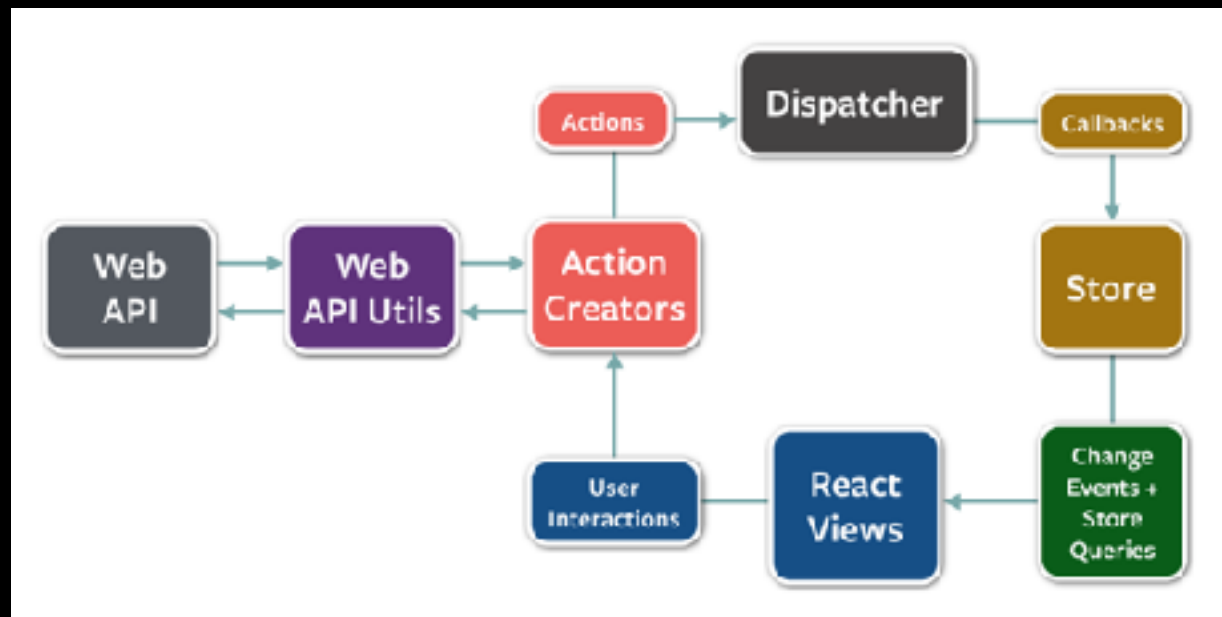 Actions
Dispatcher
Callbacks
Web
API
Web
API Utils
Action
Creators
Store
User
Interactions
React
Views
Change
Events +
Store
Queries